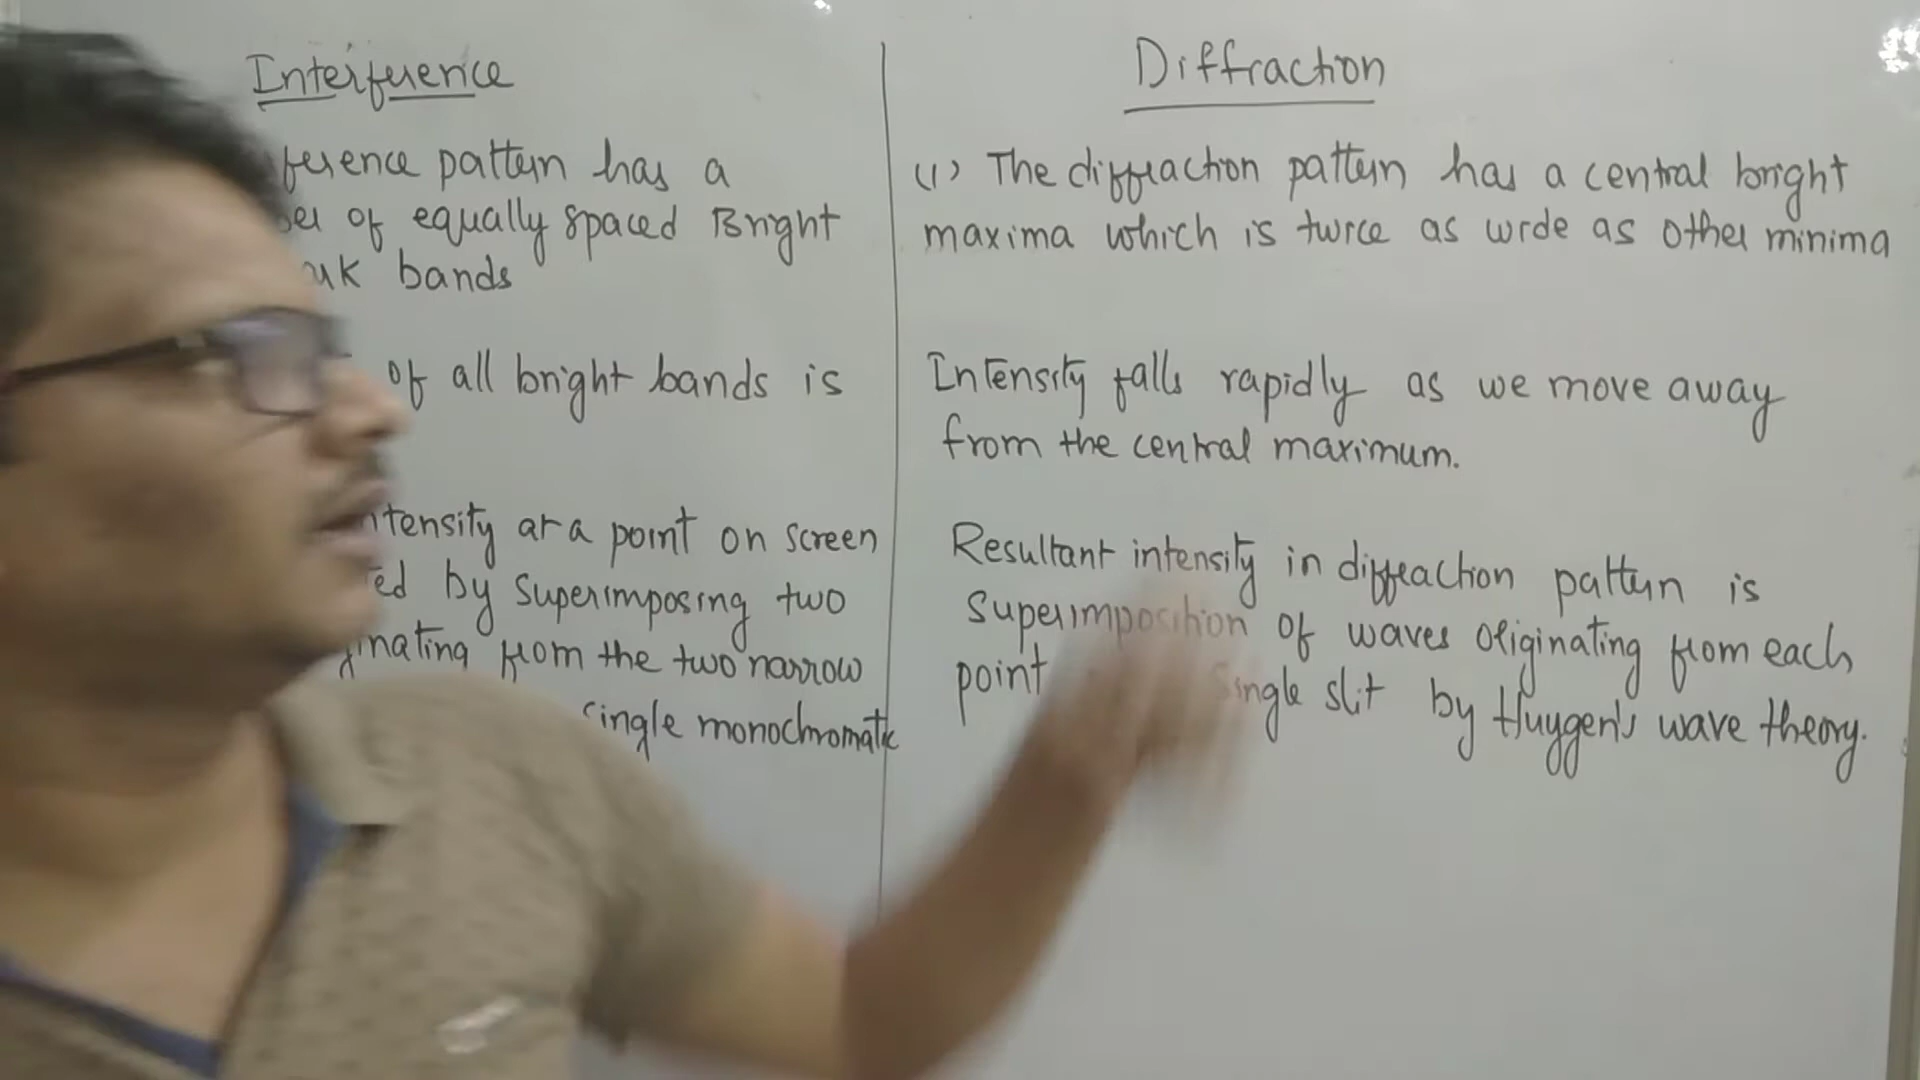 Interference
ference pattern has a
of equally spaced Bright
bands
of all bright bands is
ntensity at a point on screen
ed by superimposing two
nating from the two narrow
single monochromatic
Diffraction
(1) The diffraction pattern has a central bright
maxima which is twice as wide as other minima
Intensity falls rapidly as we move away
from the central maximum.
Resultant intensity in diffraction pattern is
superimposition of waves originating from each
point single slit by Huygen's wave theory.